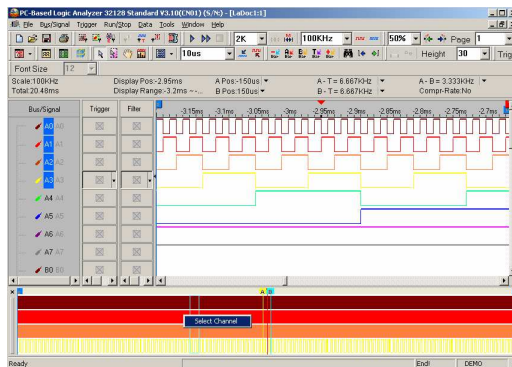 PC-Based Logic Analyzer 32128 Standard V3.10(CN01) (S/N:) - [LaDoc1:1]
File Bus/Signal Trigger Run/Stop Data Tools Window Help
2K 100KHz 50% Page 1
10us Height 30 Trig
Font Size 12
Scale:100KHz Display Pos:-2.95ms A Pos:-150us A - T = 6.667KHz A - B = 3.333KHz
Total:20.48ms Display Range:-3.2ms ~-... B Pos:150us B - T = 6.667KHz Compr-Rate:No
Bus/Signal Trigger Filter -3.15ms -3.1ms -3.05ms -3ms -2.95ms -2.9ms -2.85ms -2.8ms -2.75ms -2.7ms
A0 A0
A1 A1
A2 A2
A3 A3
A4 A4
A5 A5
A6 A6
A7 A7
B0 B0
A B
Select Channel
Ready End! DEMO